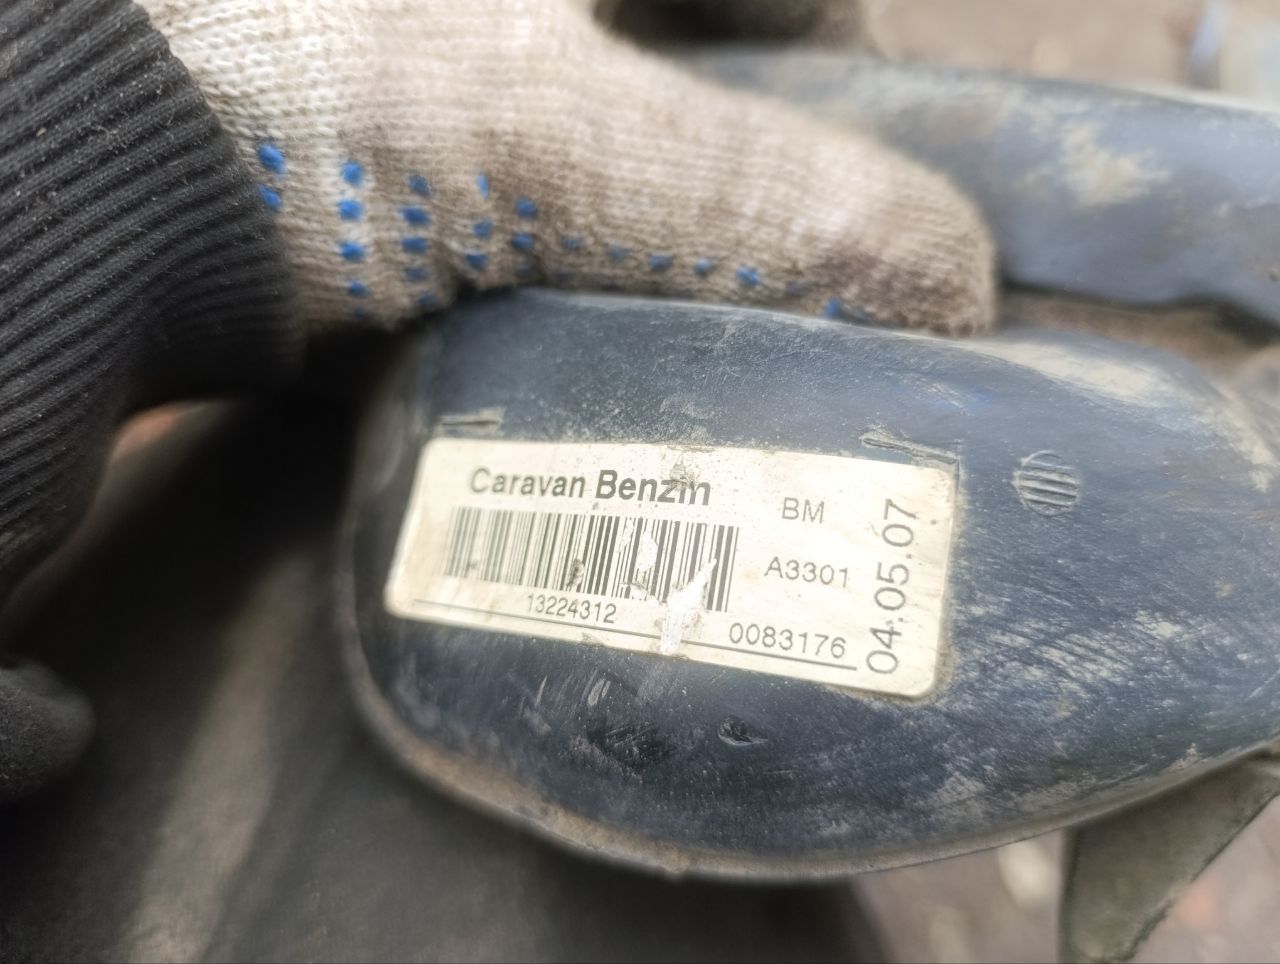 Caravan Benzin
BM
A3301
13224312
0083176
04.05.07